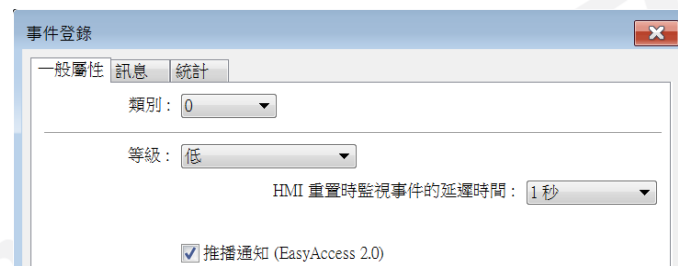 事件登錄
一般屬性 訊息 統計
類別： 0
等級： 低
HMI 重置時監視事件的延遲時間： 1 秒
推播通知 (EasyAccess 2.0)